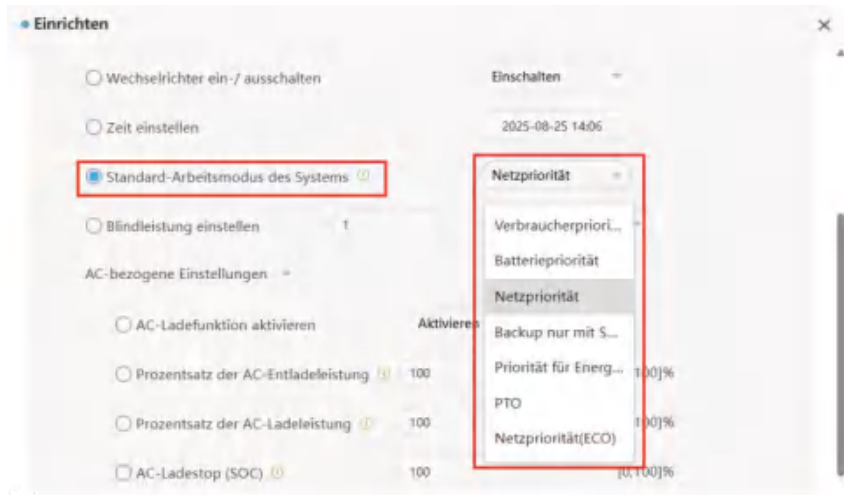 Einrichten
Wechselrichter ein-/ ausschalten Einschalten
Zeit einstellen 2025-08-25 14:06
Standard-Arbeitsmodus des Systems Netzpriorität
Blindleistung einstellen 1 Verbraucherpriori...
Batteriepriorität
AC-bezogene Einstellungen
Netzpriorität
AC-Ladefunktion aktivieren Aktivieren Backup nur mit S...
Prozentsatz der AC-Entladeleistung 100 Priorität für Energ... 100]%
PTO
Prozentsatz der AC-Ladeleistung 100 100]%
Netzpriorität(ECO)
AC-Ladestop (SOC) 100 [0,100]%